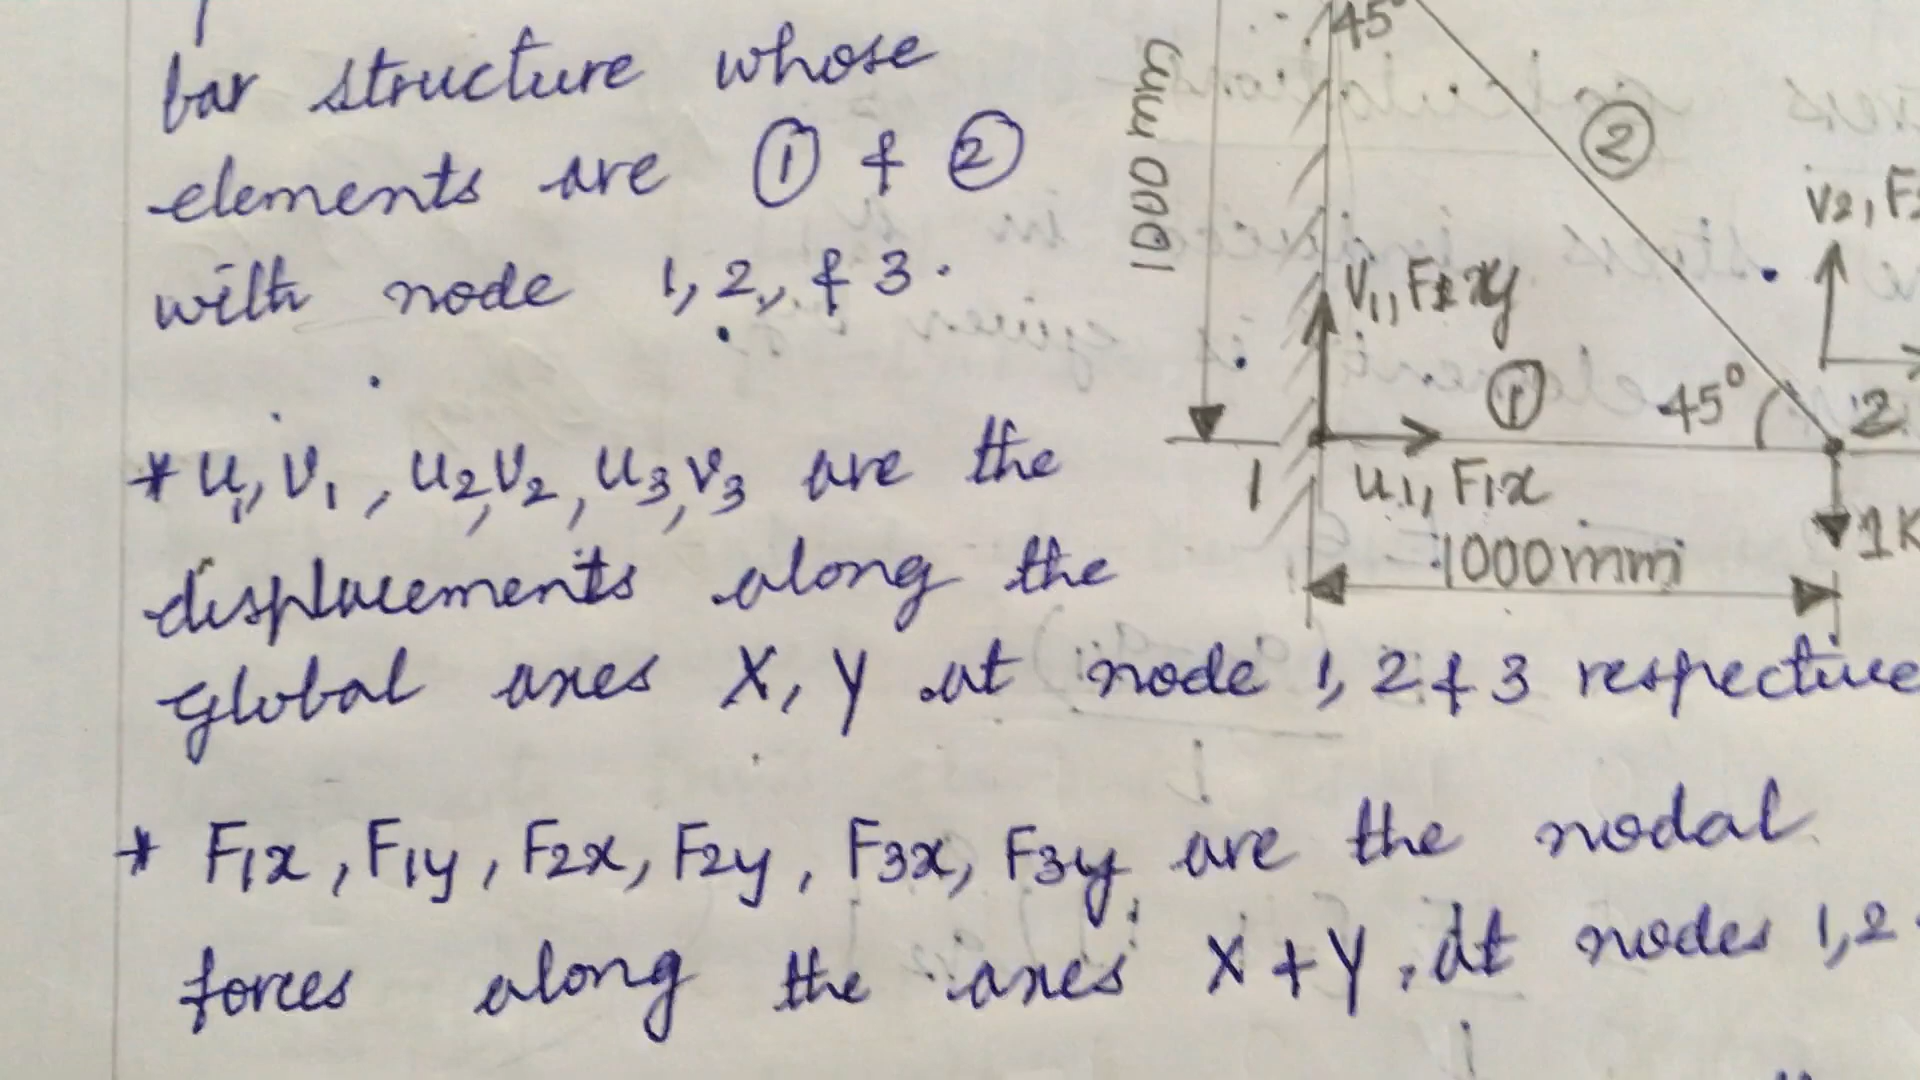 bar structure whose
elements are ① & ②
with node 1, 2, & 3.
* u1, v1, u2, v2, u3, v3 are the
displacements along the
global axes X, Y at node 1, 2 & 3 respective
* F1x, F1y, F2x, F2y, F3x, F3y are the nodal
forces along the axes X + Y, at nodes 1, 2
45°
1000 mm
②
V2, F
V1, F
①
45°
2
1
u1, F1x
1K
1000mm